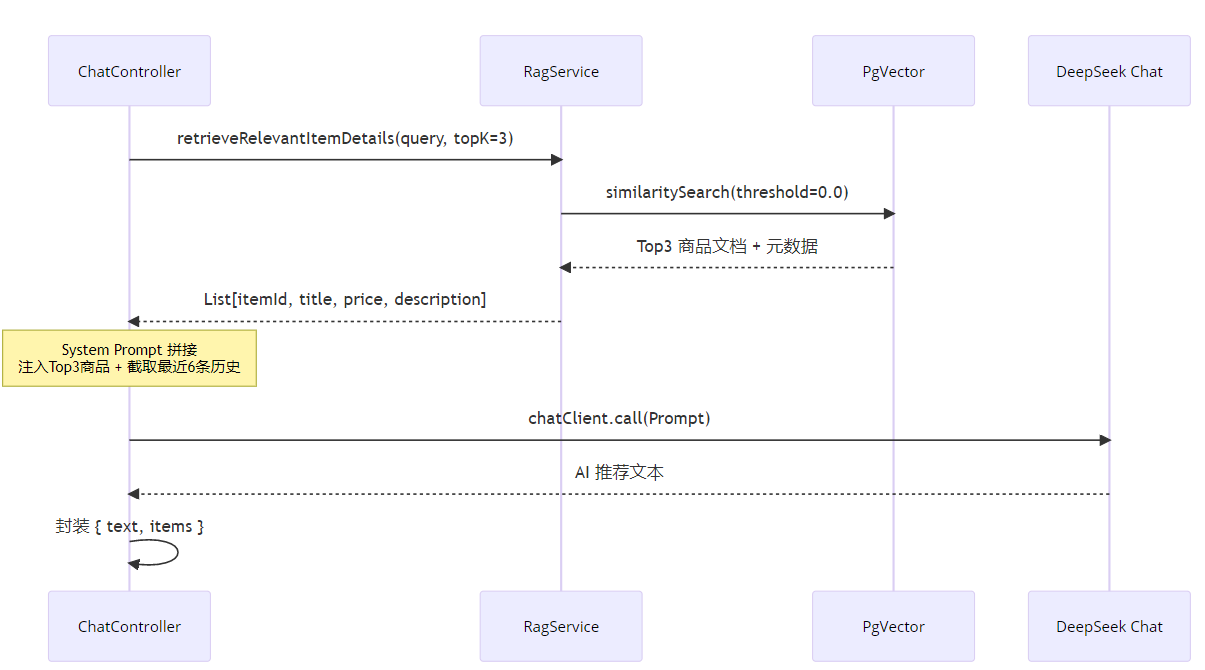 ChatController
RagService
PgVector
DeepSeek Chat
retrieveRelevantItemDetails(query, topK=3)
similaritySearch(threshold=0.0)
Top3 商品文档 + 元数据
List[itemId, title, price, description]
System Prompt 拼接
注入Top3商品 + 截取最近6条历史
chatClient.call(Prompt)
AI 推荐文本
封装 { text, items }
ChatController
RagService
PgVector
DeepSeek Chat